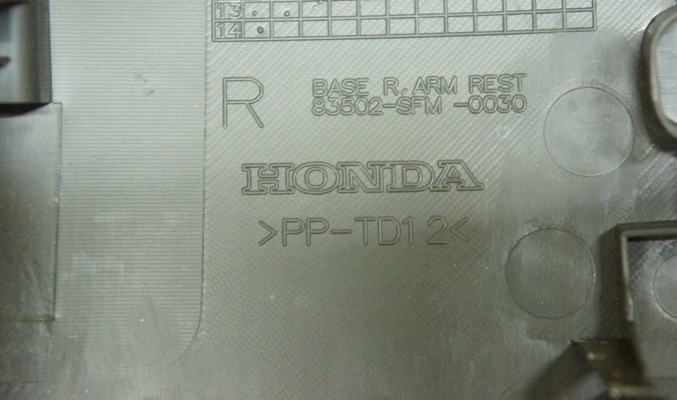 13
14
R
BASE R, ARM REST
83502-SFM -0030
HONDA
>PP-TD12<